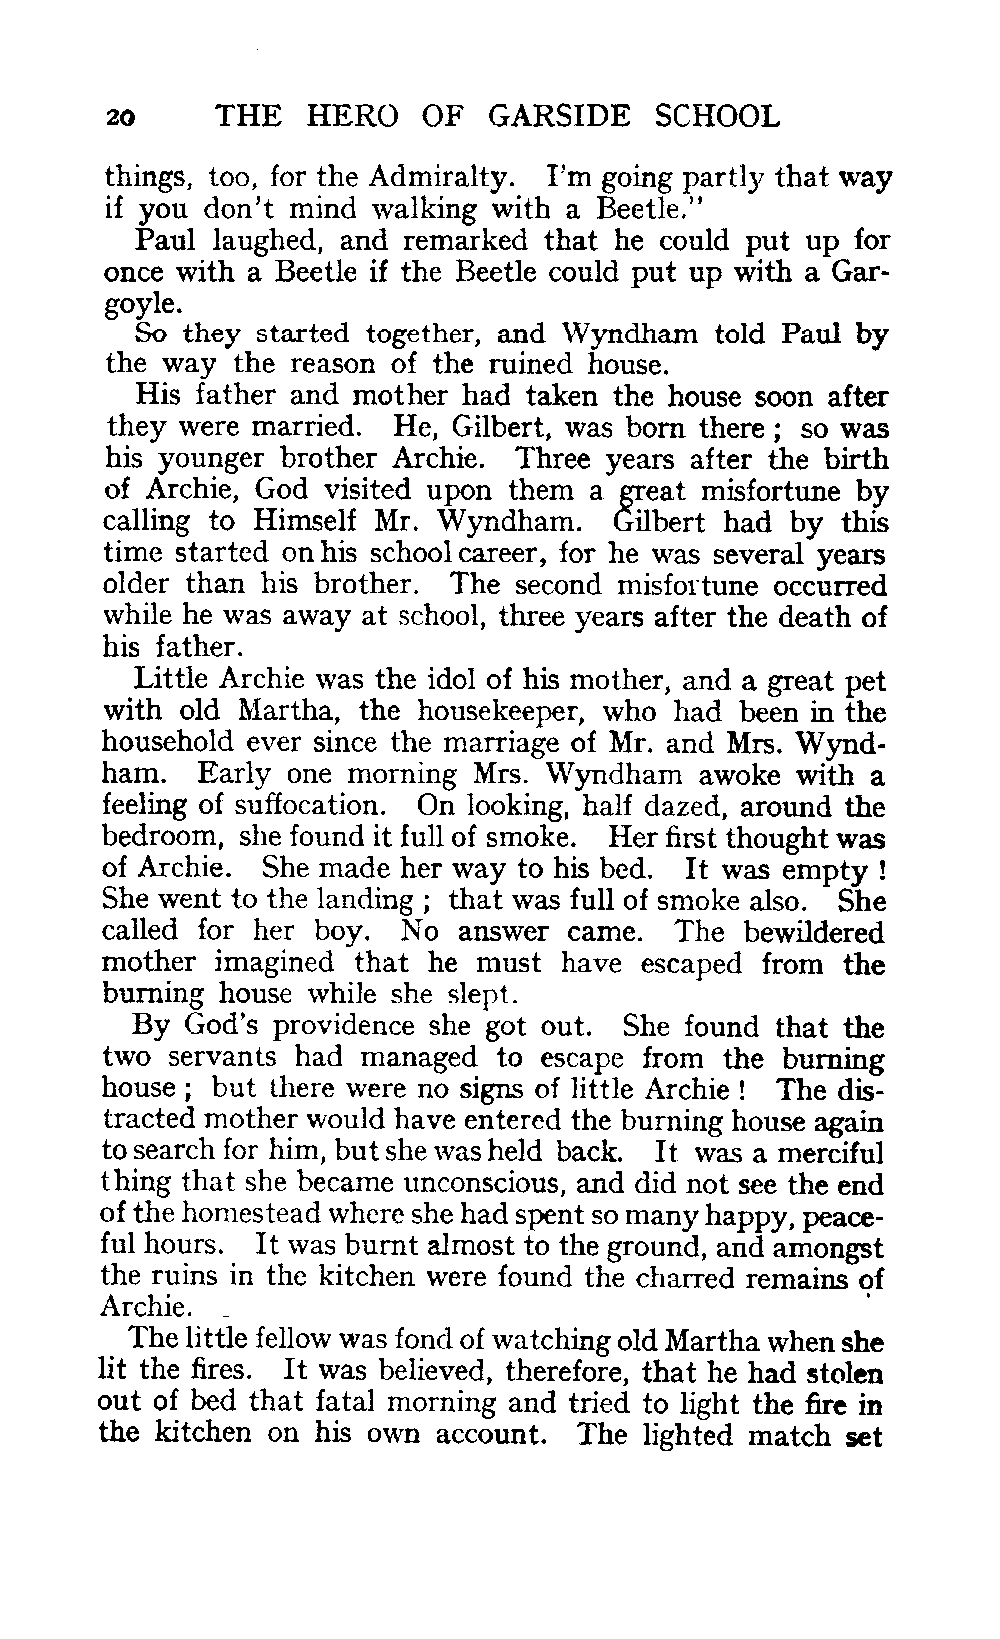 20 THE HERO OF GARSIDE SCHOOL
things, too, for the Admiralty. I'm going partly that way
if you don't mind walking with a Beetle."
Paul laughed, and remarked that he could put up for
once with a Beetle if the Beetle could put up with a Gar-
goyle.
So they started together, and Wyndham told Paul by
the way the reason of the ruined house.
His father and mother had taken the house soon after
they were married. He, Gilbert, was born there ; so was
his younger brother Archie. Three years after the birth
of Archie, God visited upon them a great misfortune by
calling to Himself Mr. Wyndham. Gilbert had by this
time started on his school career, for he was several years
older than his brother. The second misfortune occurred
while he was away at school, three years after the death of
his father.
Little Archie was the idol of his mother, and a great pet
with old Martha, the housekeeper, who had been in the
household ever since the marriage of Mr. and Mrs. Wynd-
ham. Early one morning Mrs. Wyndham awoke with a
feeling of suffocation. On looking, half dazed, around the
bedroom, she found it full of smoke. Her first thought was
of Archie. She made her way to his bed. It was empty !
She went to the landing ; that was full of smoke also. She
called for her boy. No answer came. The bewildered
mother imagined that he must have escaped from the
burning house while she slept.
By God's providence she got out. She found that the
two servants had managed to escape from the burning
house ; but there were no signs of little Archie ! The dis-
tracted mother would have entered the burning house again
to search for him, but she was held back. It was a merciful
thing that she became unconscious, and did not see the end
of the homestead where she had spent so many happy, peace-
ful hours. It was burnt almost to the ground, and amongst
the ruins in the kitchen were found the charred remains of
Archie.
The little fellow was fond of watching old Martha when she
lit the fires. It was believed, therefore, that he had stolen
out of bed that fatal morning and tried to light the fire in
the kitchen on his own account. The lighted match set